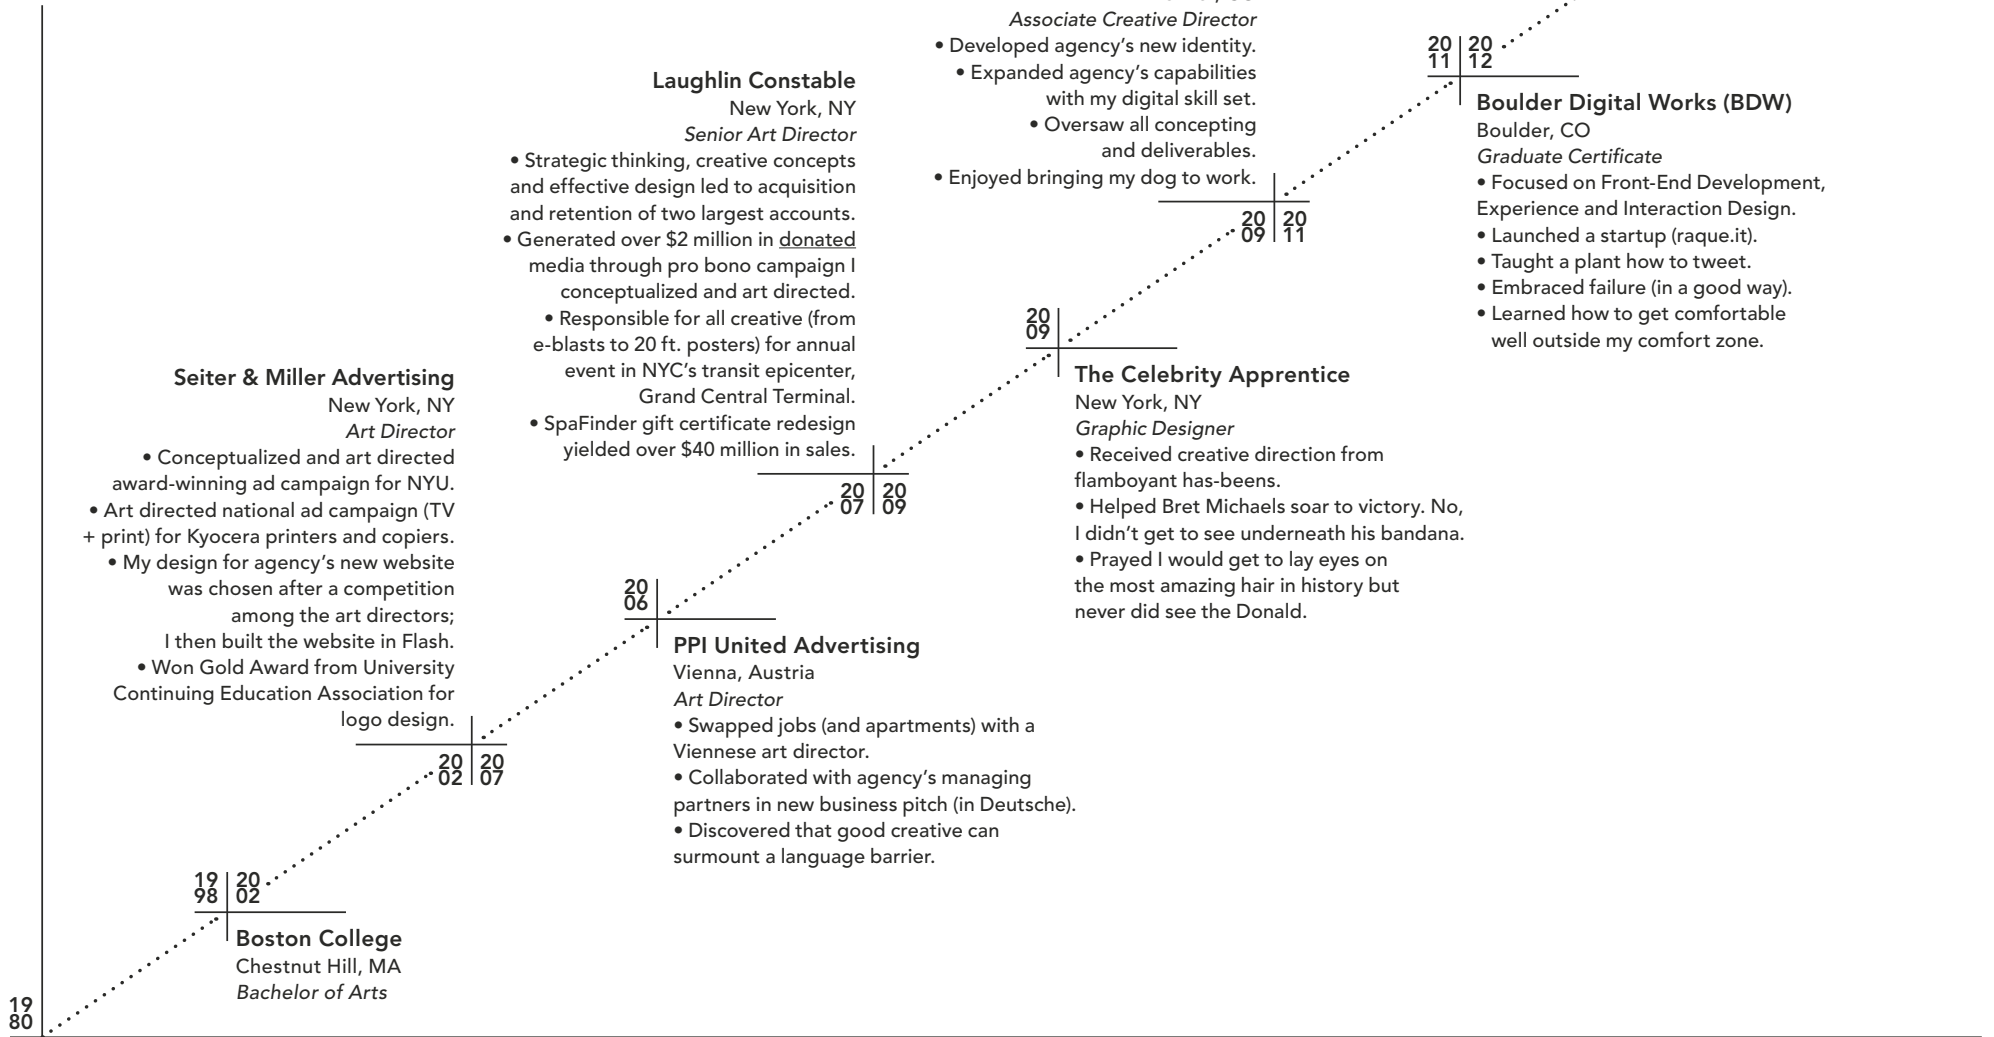 Associate Creative Director
• Developed agency's new identity.
• Expanded agency's capabilities
with my digital skill set.
• Oversaw all concepting
and deliverables.
• Enjoyed bringing my dog to work.
20 20
09 11
20 20
11 12
Boulder Digital Works (BDW)
Boulder, CO
Graduate Certificate
• Focused on Front-End Development,
Experience and Interaction Design.
• Launched a startup (raque.it).
• Taught a plant how to tweet.
• Embraced failure (in a good way).
• Learned how to get comfortable
well outside my comfort zone.
Laughlin Constable
New York, NY
Senior Art Director
• Strategic thinking, creative concepts
and effective design led to acquisition
and retention of two largest accounts.
• Generated over $2 million in donated
media through pro bono campaign I
conceptualized and art directed.
• Responsible for all creative (from
e-blasts to 20 ft. posters) for annual
event in NYC's transit epicenter,
Grand Central Terminal.
• SpaFinder gift certificate redesign
yielded over $40 million in sales.
20 20
07 09
20
09
The Celebrity Apprentice
New York, NY
Graphic Designer
• Received creative direction from
flamboyant has-beens.
• Helped Bret Michaels soar to victory. No,
I didn't get to see underneath his bandana.
• Prayed I would get to lay eyes on
the most amazing hair in history but
never did see the Donald.
Seiter & Miller Advertising
New York, NY
Art Director
• Conceptualized and art directed
award-winning ad campaign for NYU.
• Art directed national ad campaign (TV
+ print) for Kyocera printers and copiers.
• My design for agency's new website
was chosen after a competition
among the art directors;
I then built the website in Flash.
• Won Gold Award from University
Continuing Education Association for
logo design.
20 20
02 07
20
06
PPI United Advertising
Vienna, Austria
Art Director
• Swapped jobs (and apartments) with a
Viennese art director.
• Collaborated with agency's managing
partners in new business pitch (in Deutsche).
• Discovered that good creative can
surmount a language barrier.
19 20
98 02
Boston College
Chestnut Hill, MA
Bachelor of Arts
19
80